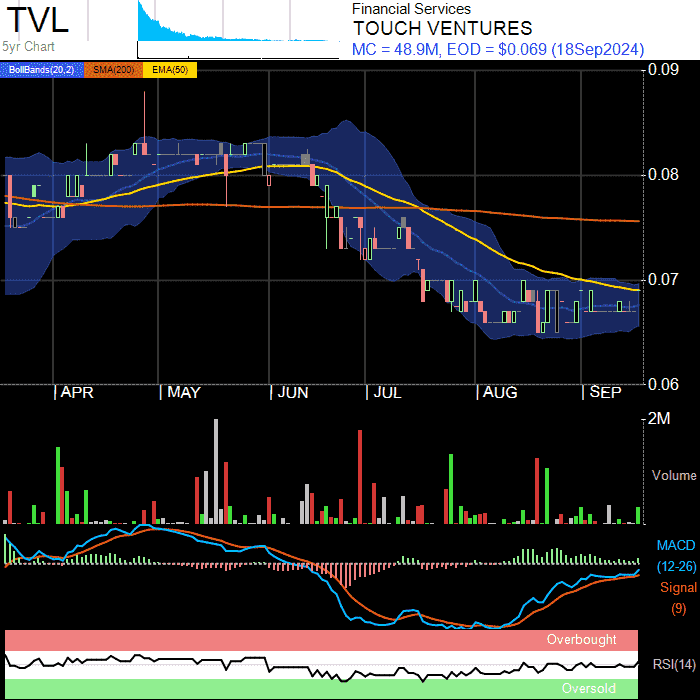 TVL
5yr Chart
Financial Services
TOUCH VENTURES
MC = 48.9M, EOD = $0.069 (18Sep2024)
BollBands(20,2) SMA(200) EMA(50)
0.09
0.08
0.07
0.06
APR MAY JUN JUL AUG SEP
2M
Volume
MACD
(12-26)
Signal
(9)
Overbought
RSI(14)
Oversold